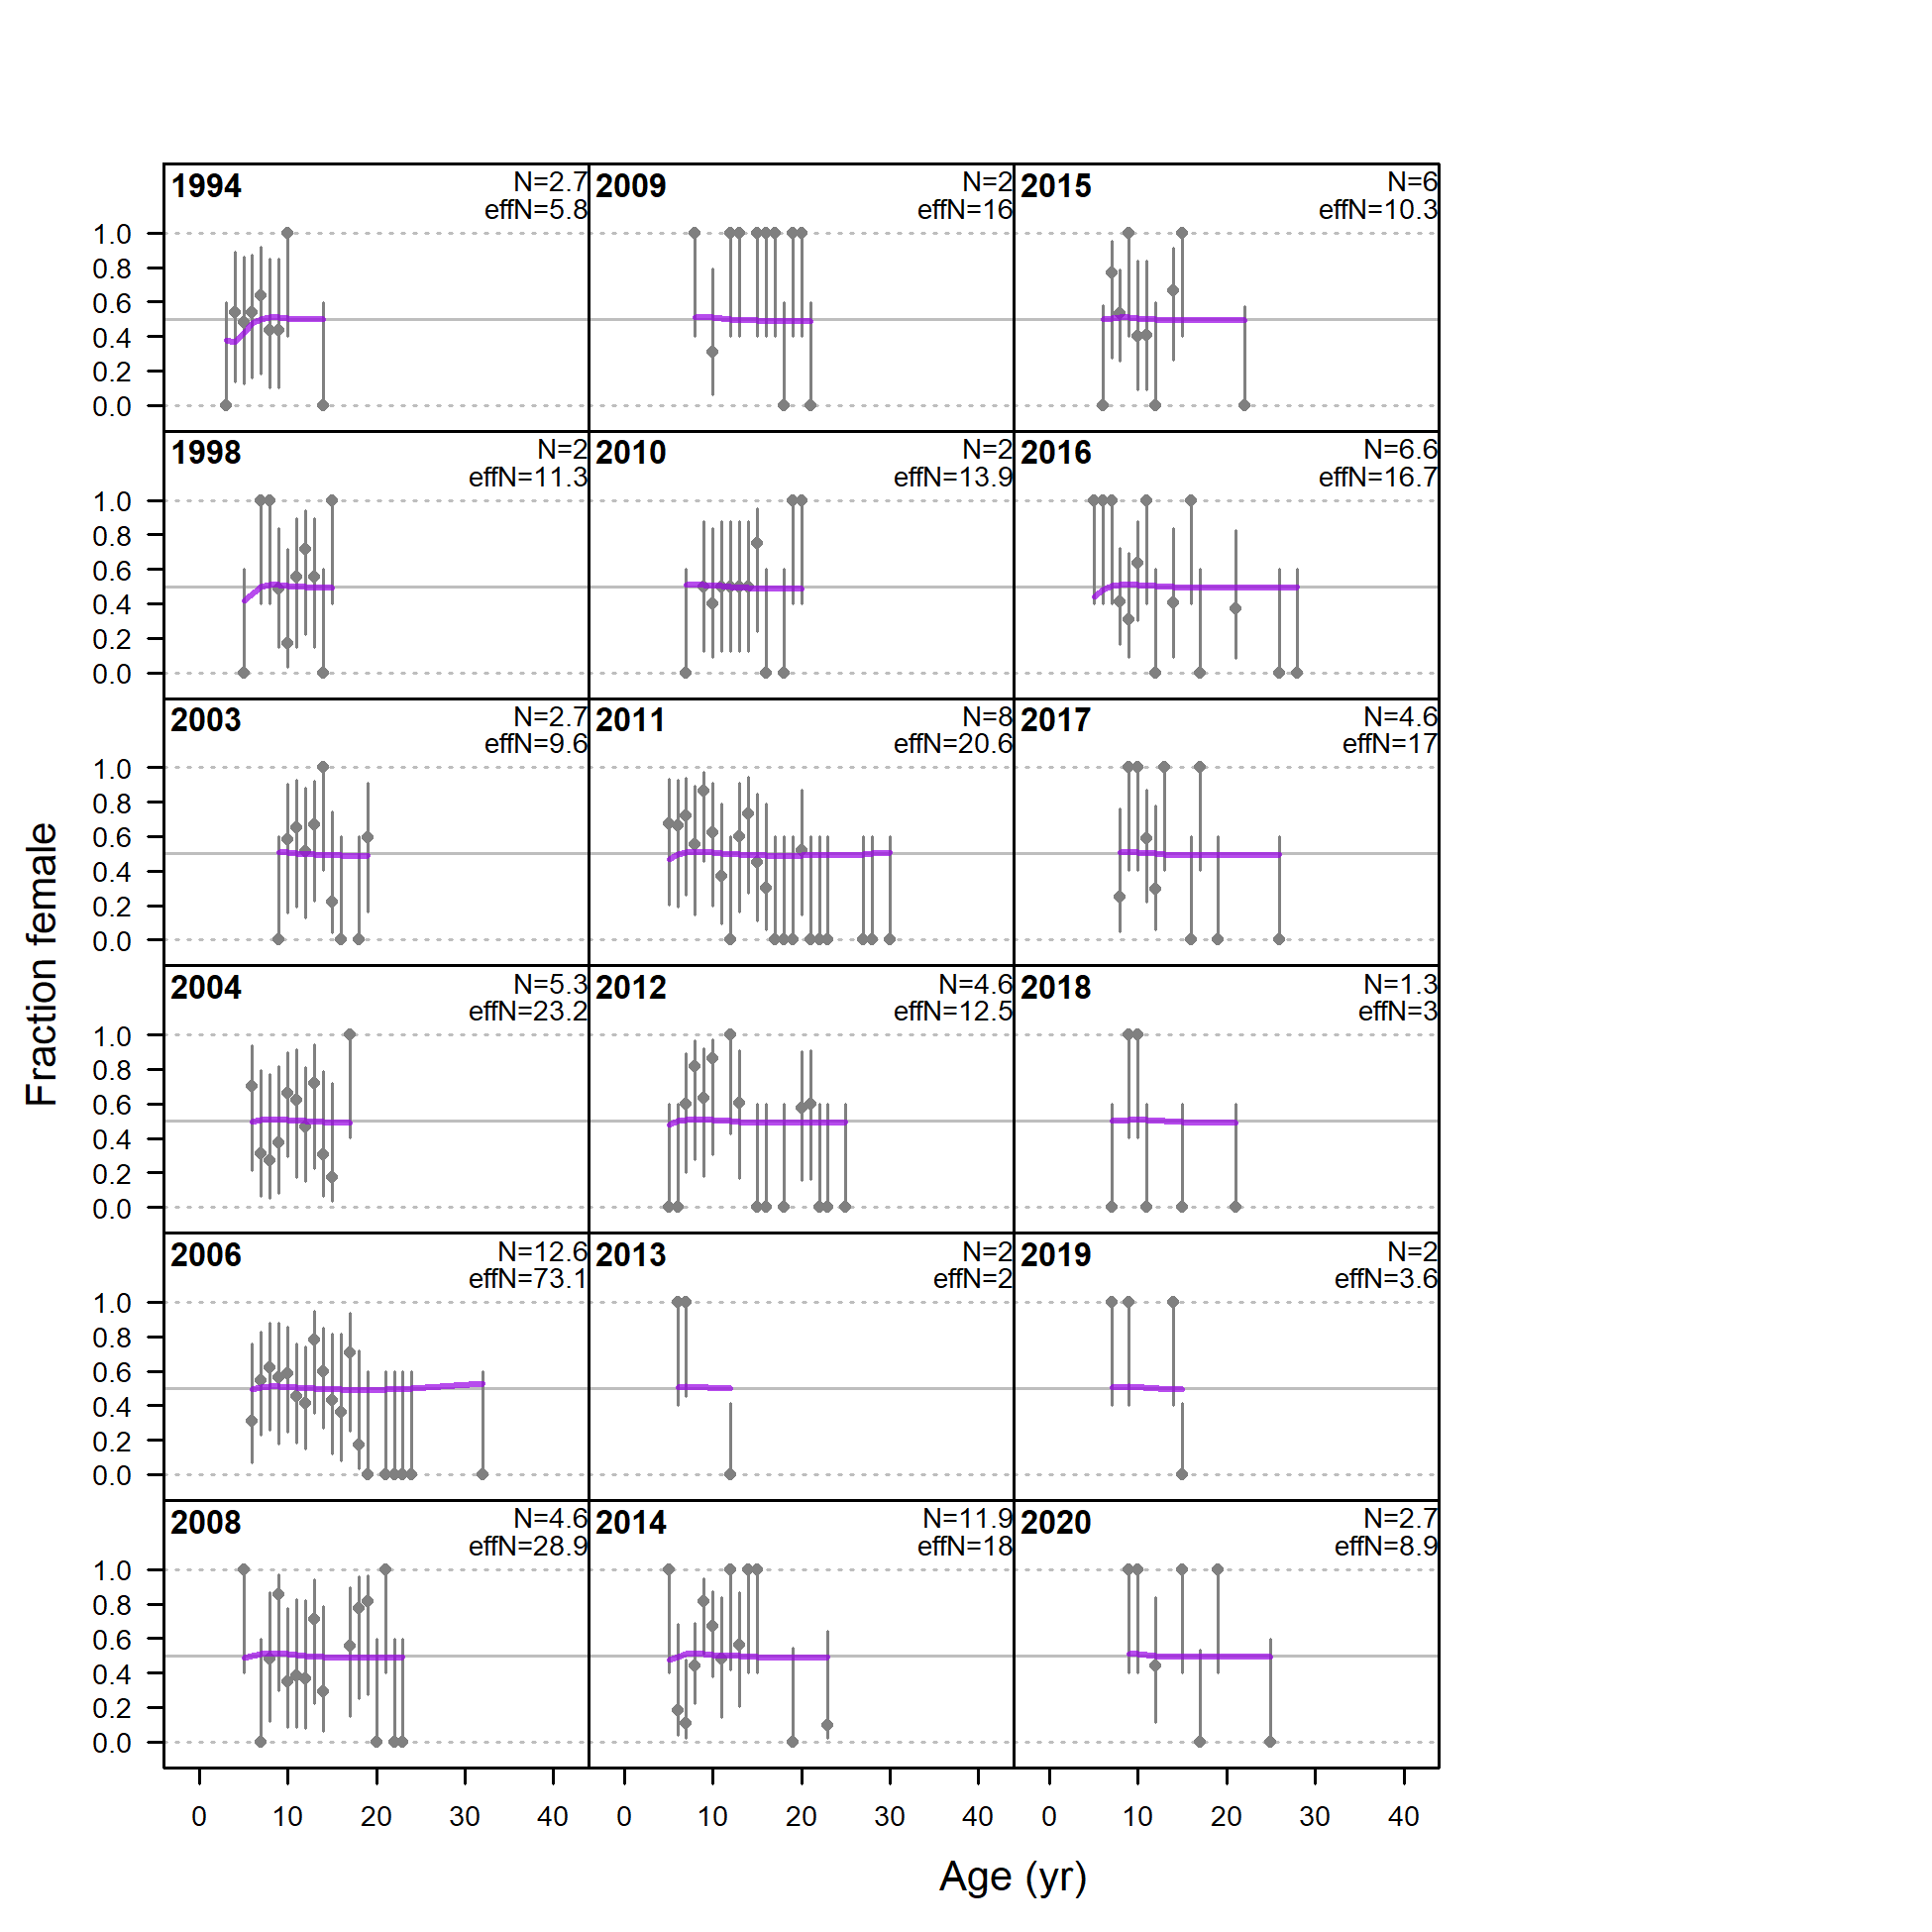 1994 N=2.7
effN=5.8
2009 N=2
effN=16
2015 N=6
effN=10.3
1.0
0.8
0.6
0.4
0.2
0.0
1998 N=2
effN=11.3
2010 N=2
effN=13.9
2016 N=6.6
effN=16.7
1.0
0.8
0.6
0.4
0.2
0.0
2003 N=2.7
effN=9.6
2011 N=8
effN=20.6
2017 N=4.6
effN=17
1.0
0.8
0.6
0.4
0.2
0.0
2004 N=5.3
effN=23.2
2012 N=4.6
effN=12.5
2018 N=1.3
effN=3
1.0
0.8
0.6
0.4
0.2
0.0
2006 N=12.6
effN=73.1
2013 N=2
effN=2
2019 N=2
effN=3.6
1.0
0.8
0.6
0.4
0.2
0.0
2008 N=4.6
effN=28.9
2014 N=11.9
effN=18
2020 N=2.7
effN=8.9
1.0
0.8
0.6
0.4
0.2
0.0
0 10 20 30 40 0 10 20 30 40 0 10 20 30 40
Fraction female
Age (yr)